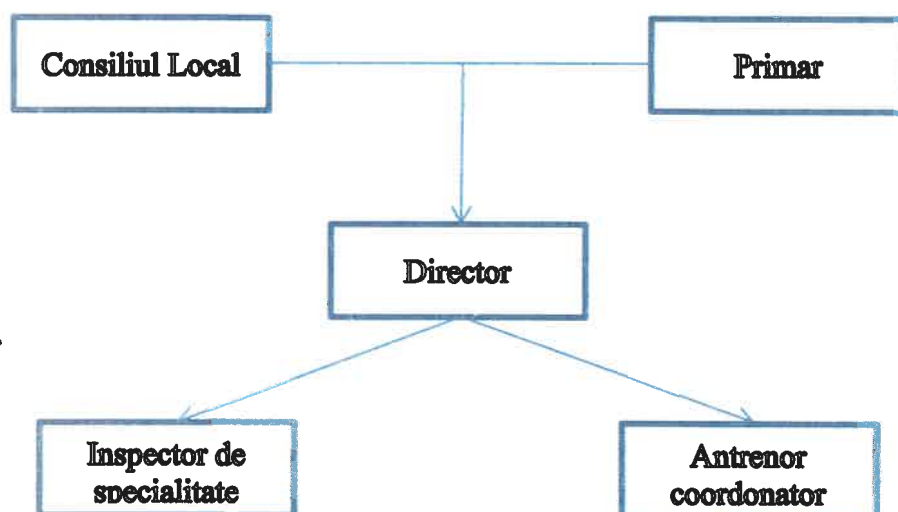 Consiliul Local
Primar
Director
Inspector de
specialitate
Antrenor
coordonator